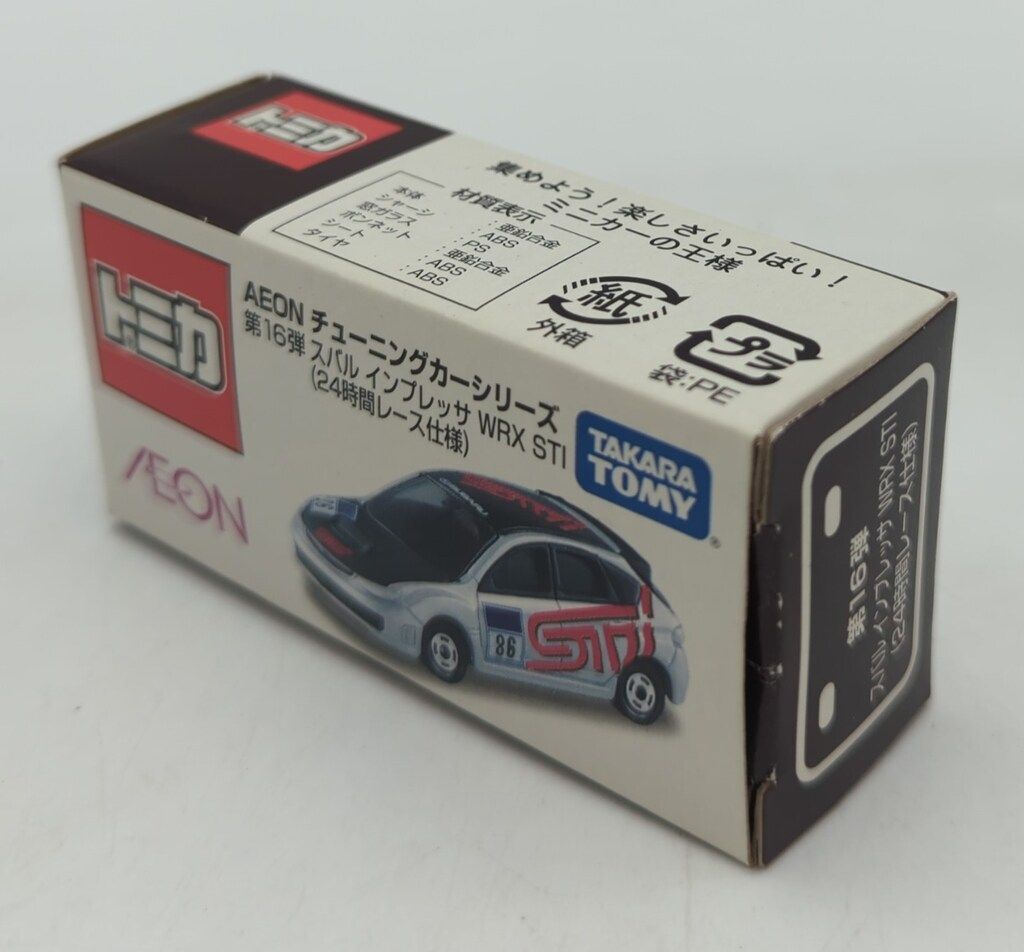 トミカ
集めよう！楽しさいっぱい！
ミニカーの王様
材質表示
本体 : 亜鉛合金
シャーシ : ABS
窓ガラス : PS
ボンネット : 亜鉛合金
シート : ABS
タイヤ : ABS
紙
外箱
プラ
袋:PE
トミカ
AEON チューニングカーシリーズ
第16弾 スバル インプレッサ WRX STI
(24時間レース仕様)
TAKARA
TOMY
AEON
SUBARU
86
STi
第16弾
スバル インプレッサ WRX STI
(24時間レース仕様)